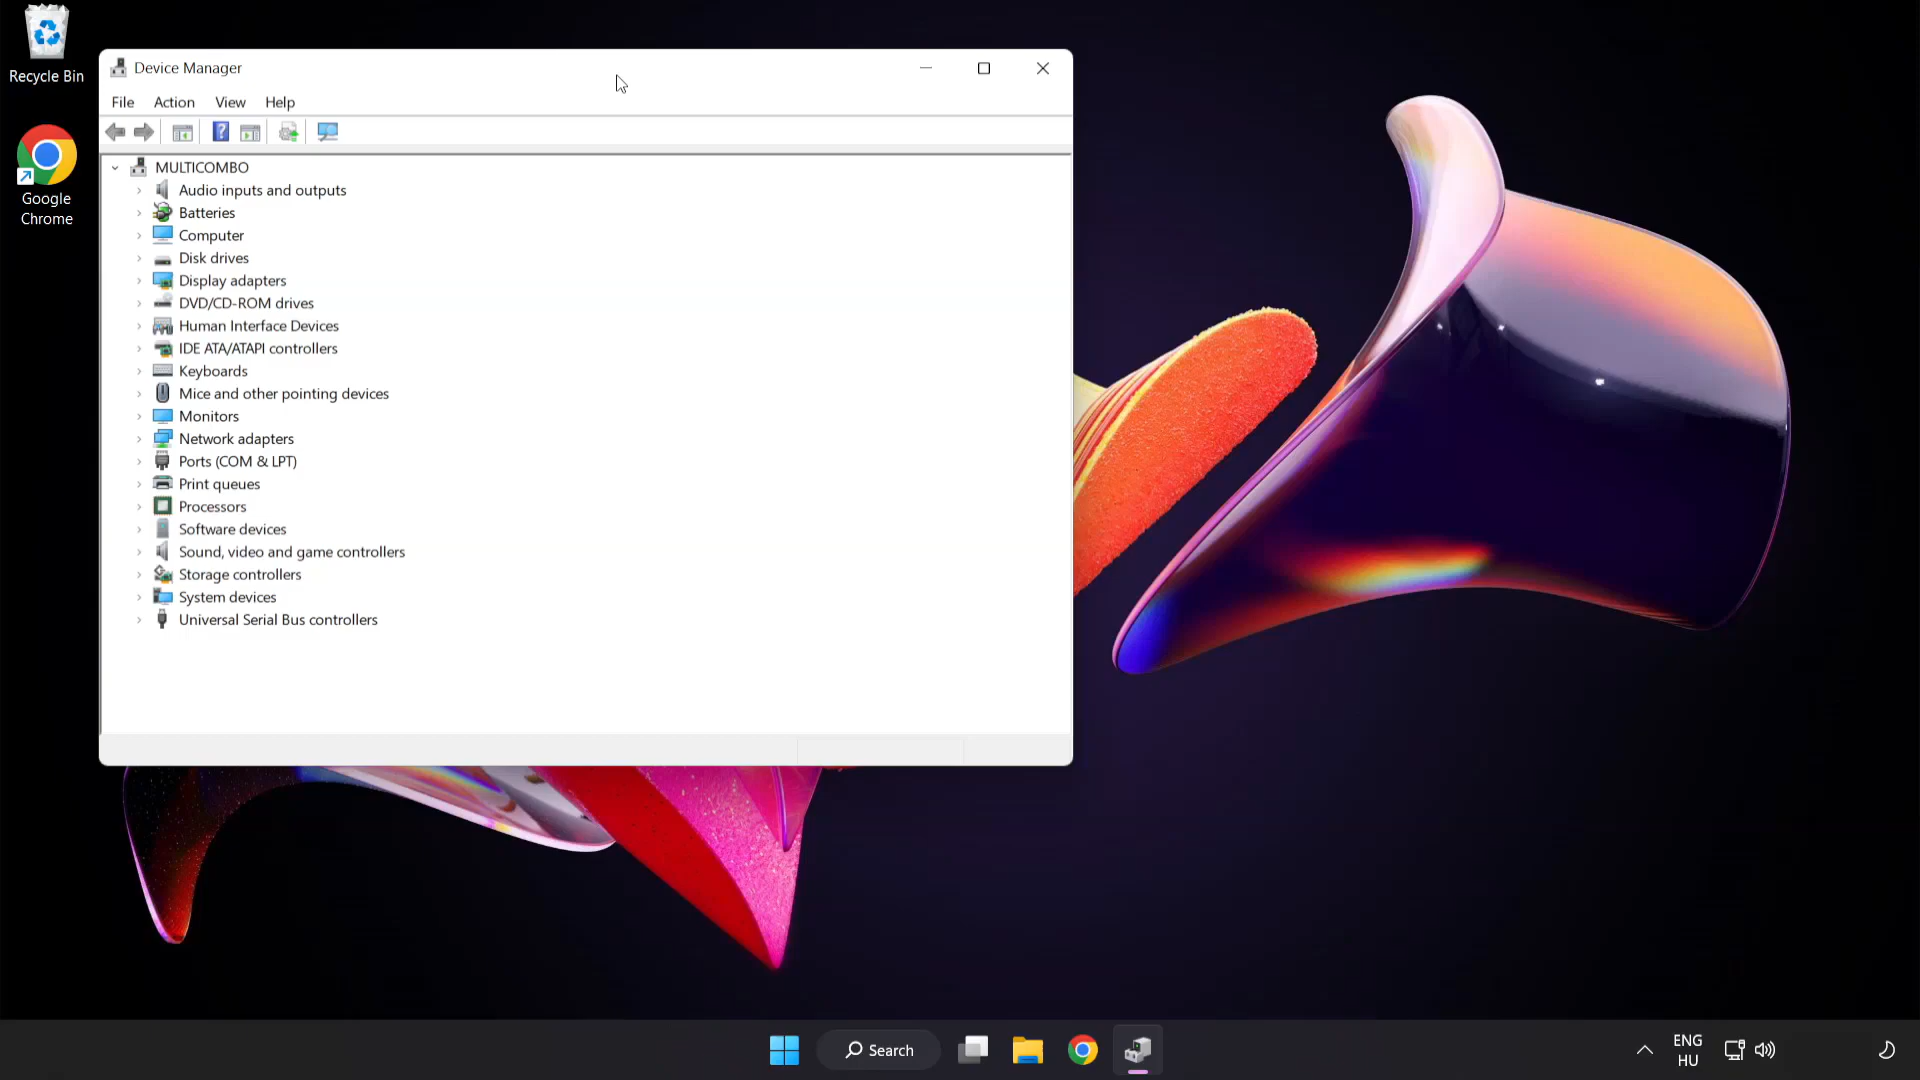 Recycle Bin
Google
Chrome
Device Manager
File Action View Help
MULTICOMBO
Audio inputs and outputs
Batteries
Computer
Disk drives
Display adapters
DVD/CD-ROM drives
Human Interface Devices
IDE ATA/ATAPI controllers
Keyboards
Mice and other pointing devices
Monitors
Network adapters
Ports (COM & LPT)
Print queues
Processors
Software devices
Sound, video and game controllers
Storage controllers
System devices
Universal Serial Bus controllers
Search
ENG
HU